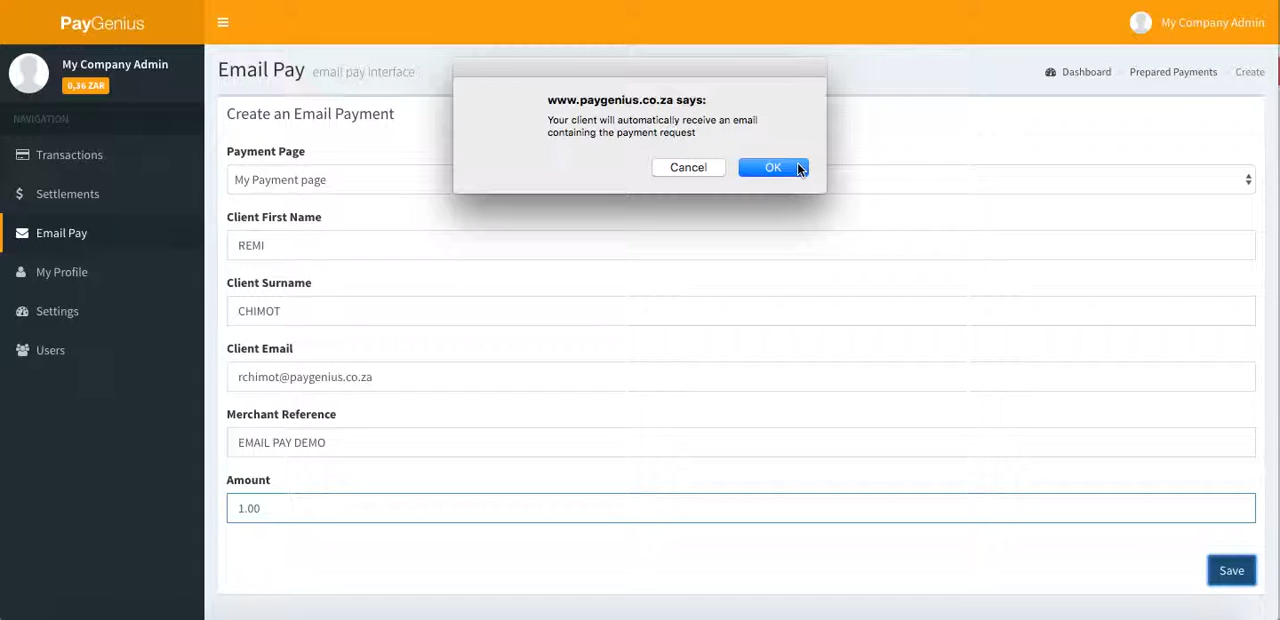 PayGenius
My Company Admin
My Company Admin
0,36 ZAR
NAVIGATION
Transactions
Settlements
Email Pay
My Profile
Settings
Users
Email Pay email pay interface
Dashboard Prepared Payments Create
www.paygenius.co.za says:
Your client will automatically receive an email
containing the payment request
Cancel OK
Create an Email Payment
Payment Page
My Payment page
Client First Name
REMI
Client Surname
CHIMOT
Client Email
rchimot@paygenius.co.za
Merchant Reference
EMAIL PAY DEMO
Amount
1.00
Save